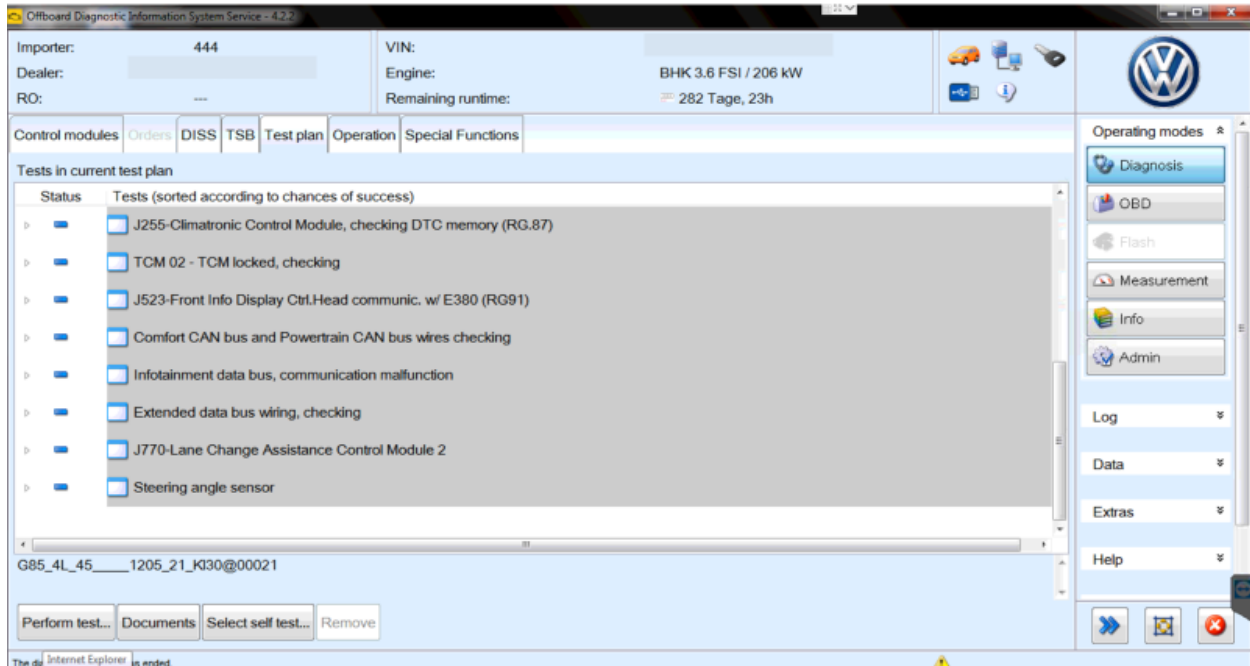 Offboard Diagnostic Information System Service - 4.2.2
Importer: 444
Dealer:
RO: ---
VIN:
Engine: BHK 3.6 FSI / 206 kW
Remaining runtime: 282 Tage, 23h
Control modules Orders DISS TSB Test plan Operation Special Functions
Tests in current test plan
Status Tests (sorted according to chances of success)
J255-Climatronic Control Module, checking DTC memory (RG.87)
TCM 02 - TCM locked, checking
J523-Front Info Display Ctrl.Head communic. w/ E380 (RG91)
Comfort CAN bus and Powertrain CAN bus wires checking
Infotainment data bus, communication malfunction
Extended data bus wiring, checking
J770-Lane Change Assistance Control Module 2
Steering angle sensor
G85_4L_45_____1205_21_KI30@00021
Perform test... Documents Select self test... Remove
Internet Explorer
The is ended.
Operating modes
Diagnosis
OBD
Flash
Measurement
Info
Admin
Log
Data
Extras
Help